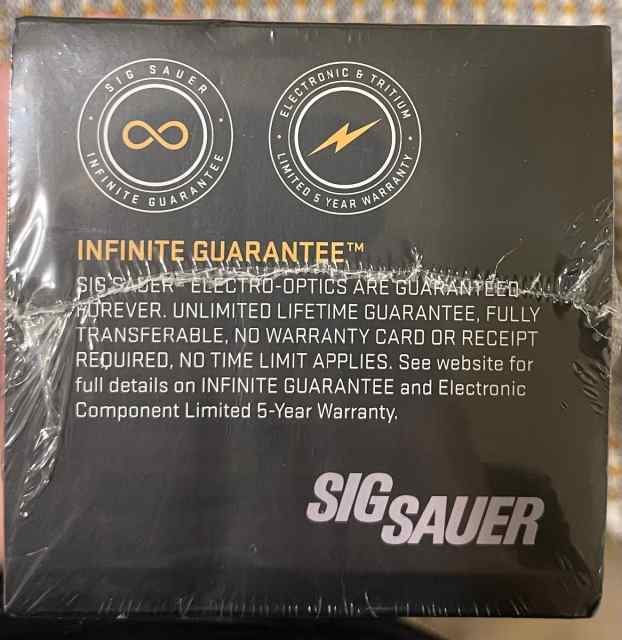 SIG SAUER
INFINITE GUARANTEE
ELECTRONIC & TRITIUM
LIMITED 5 YEAR WARRANTY
INFINITE GUARANTEE™
SIG SAUER® ELECTRO-OPTICS ARE GUARANTEED
FOREVER. UNLIMITED LIFETIME GUARANTEE, FULLY
TRANSFERABLE, NO WARRANTY CARD OR RECEIPT
REQUIRED, NO TIME LIMIT APPLIES. See website for
full details on INFINITE GUARANTEE and Electronic
Component Limited 5-Year Warranty.
SIG SAUER